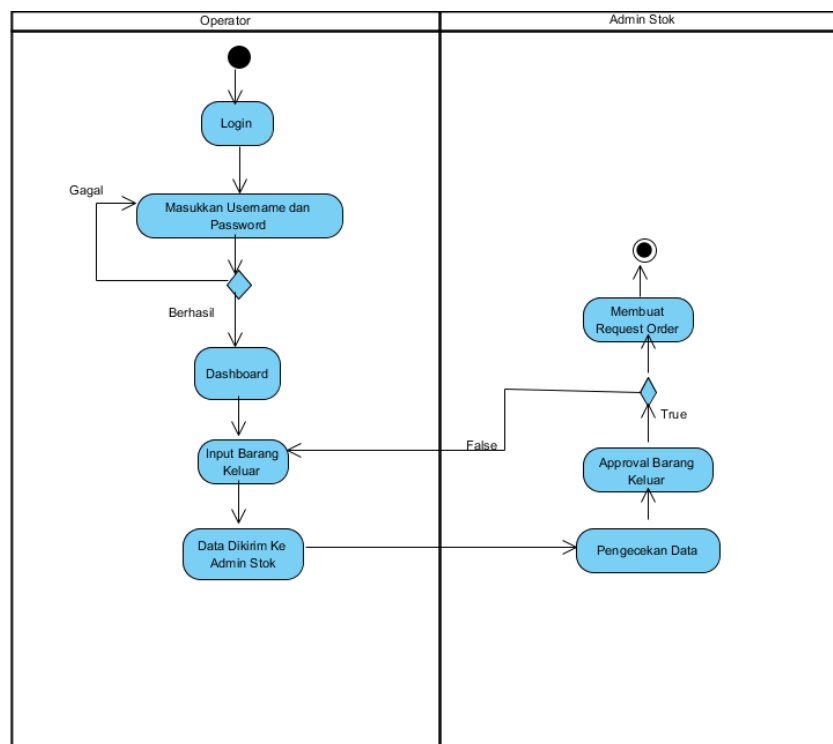 Operator
Admin Stok
Login
Gagal
Masukkan Username dan
Password
Berhasil
Dashboard
Input Barang
Keluar
Data Dikirim Ke
Admin Stok
Membuat
Request Order
True
False
Approval Barang
Keluar
Pengecekan Data